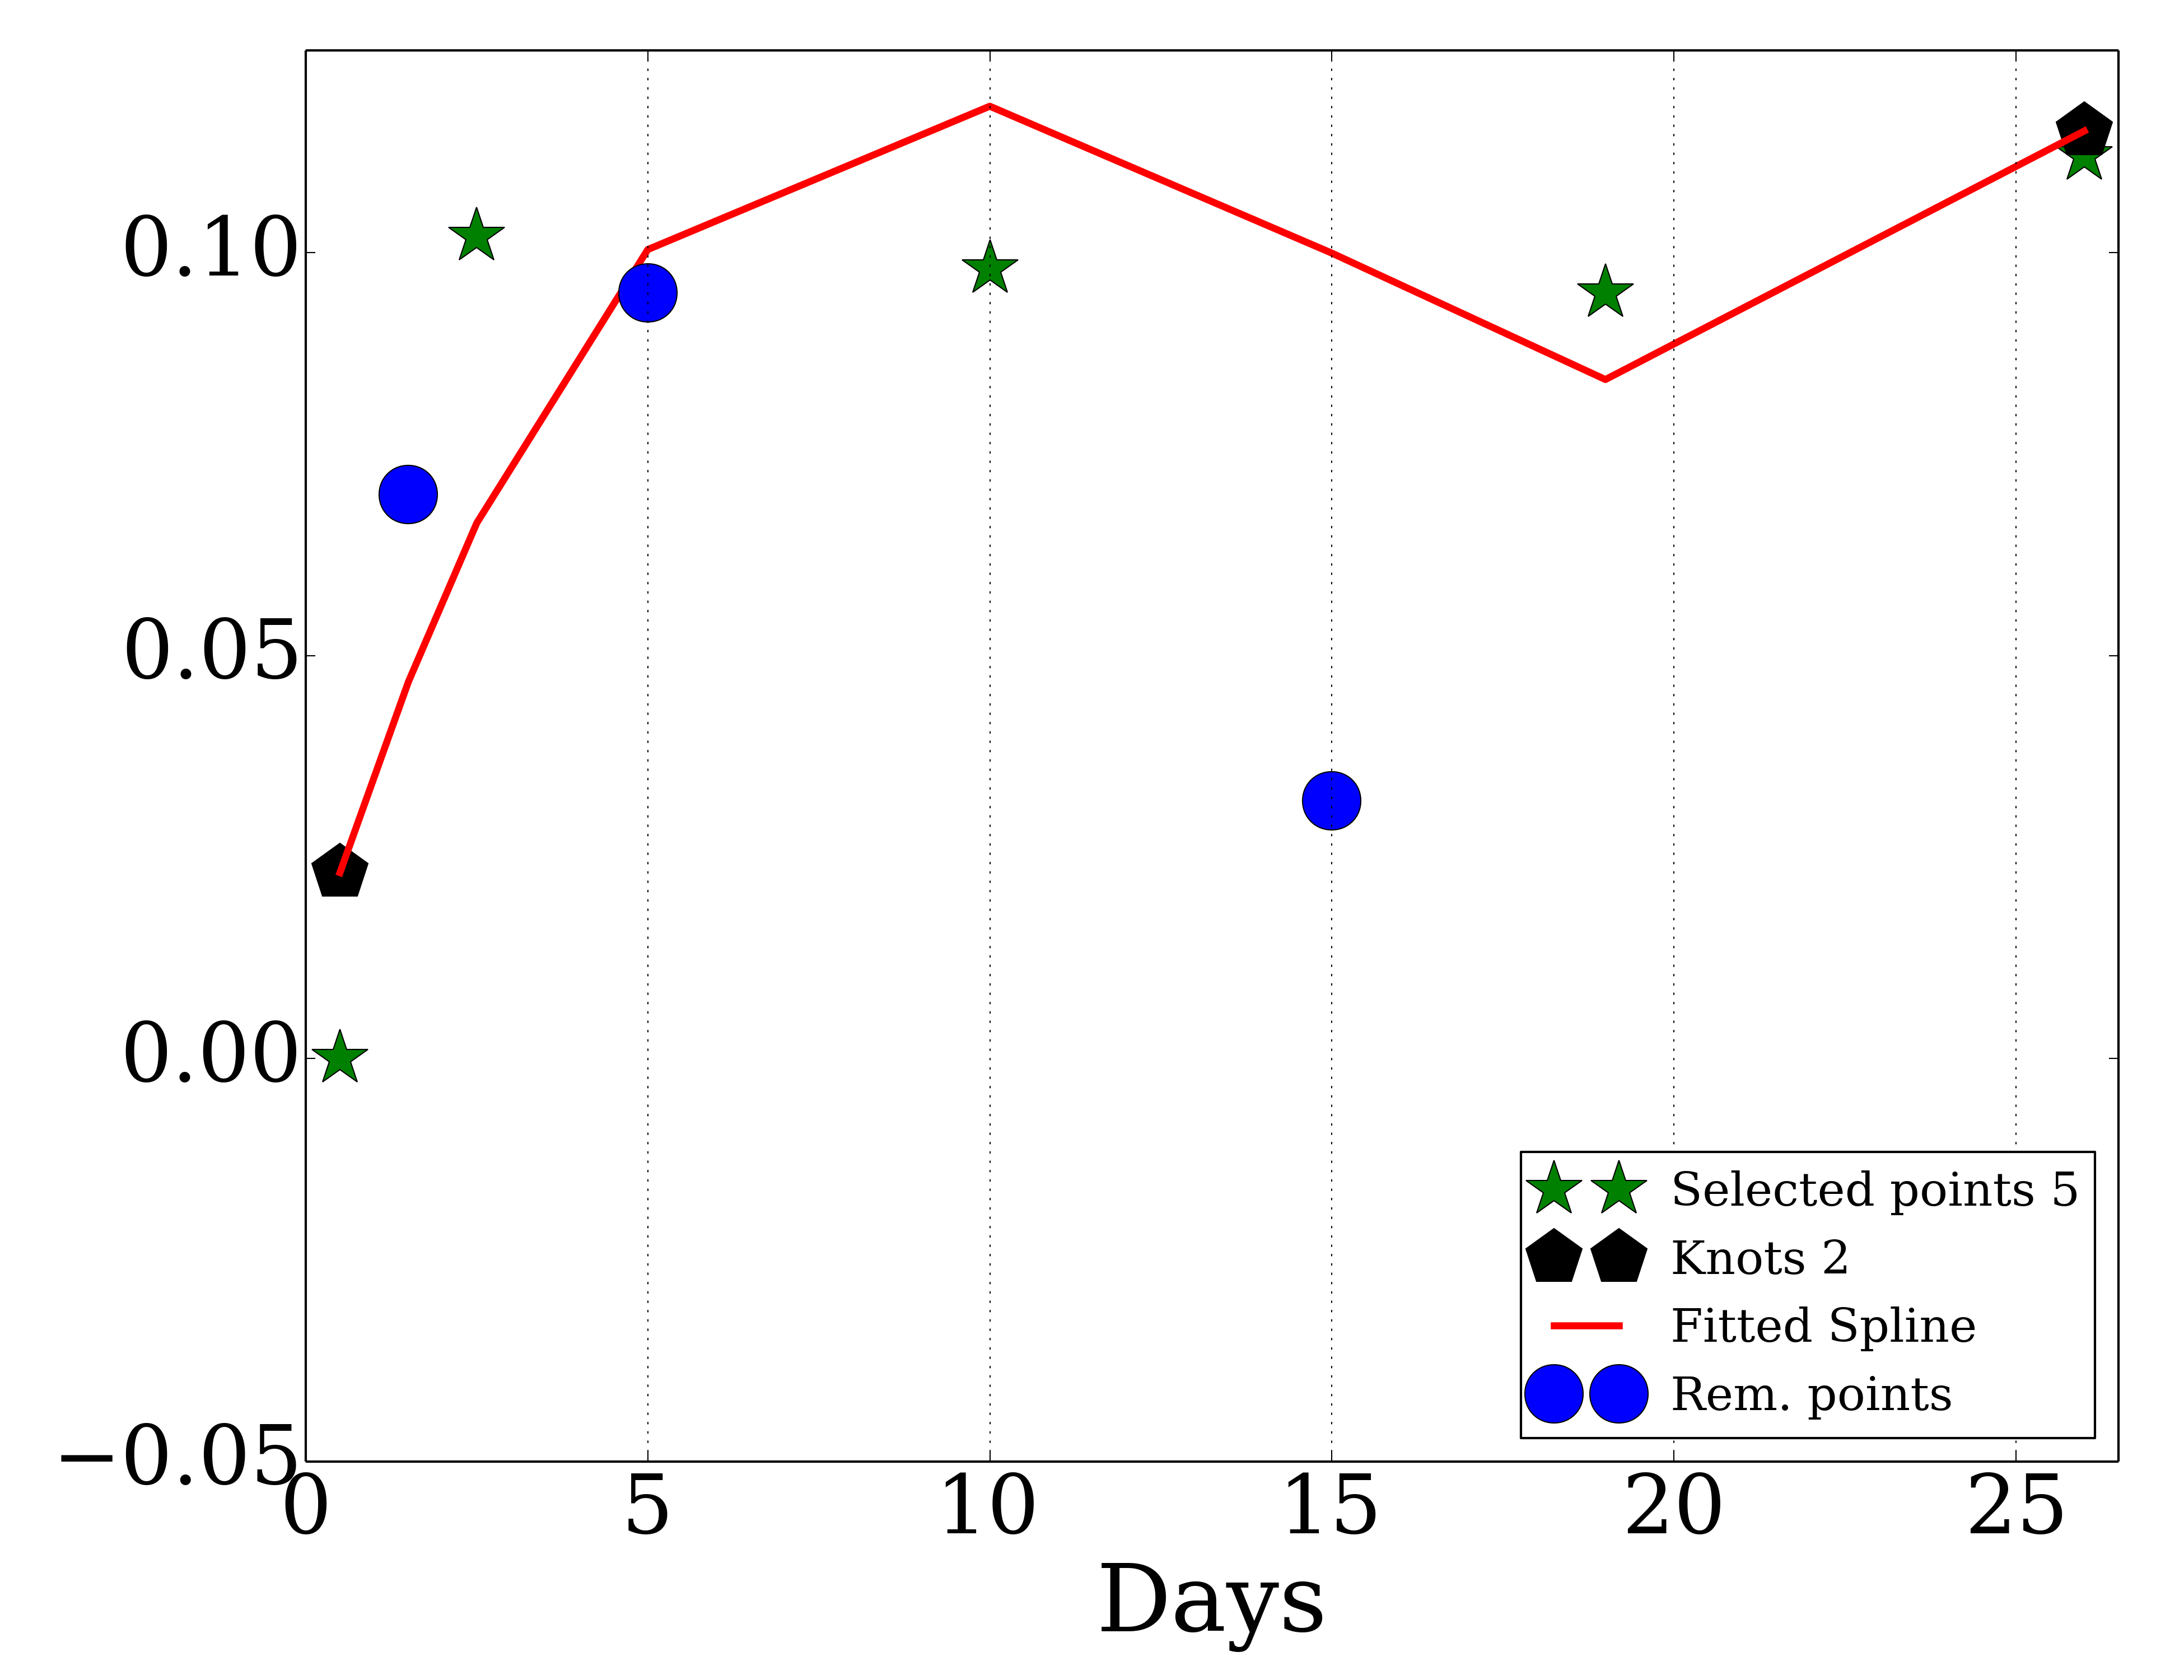 0.10
0.05
0.00
−0.05
0 5 10 15 20 25
Days
Selected points 5
Knots 2
Fitted Spline
Rem. points